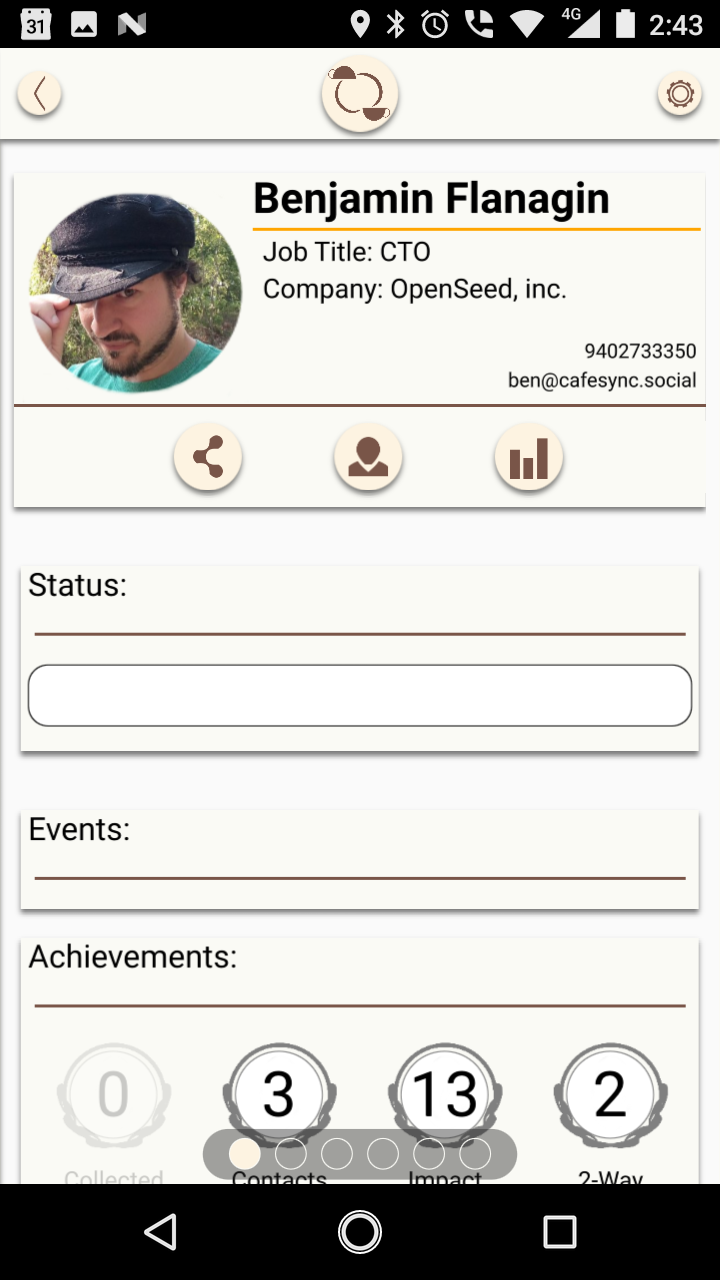 31
4G
2:43
Benjamin Flanagin
Job Title: CTO
Company: OpenSeed, inc.
9402733350
ben@cafesync.social
Status:
Events:
Achievements:
0 3 13 2
Collected Contacts Impact 2-Way